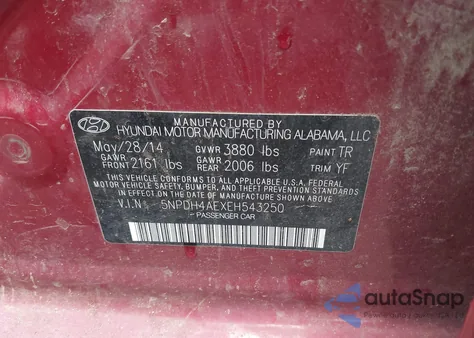 MANUFACTURED BY
HYUNDAI MOTOR MANUFACTURING ALABAMA, LLC
May/28/14 GVWR 3880 lbs PAINT TR
GAWR FRONT 2161 lbs GAWR REAR 2006 lbs TRIM YF
THIS VEHICLE CONFORMS TO ALL APPLICABLE U.S.A. FEDERAL
MOTOR VEHICLE SAFETY, BUMPER, AND THEFT PREVENTION
STANDARDS IN EFFECT ON THE DATE OF MANUFACTURE SHOWN ABOVE.
V.I.N 5NPDH4AEXEH543250
PASSENGER CAR
autoSnap